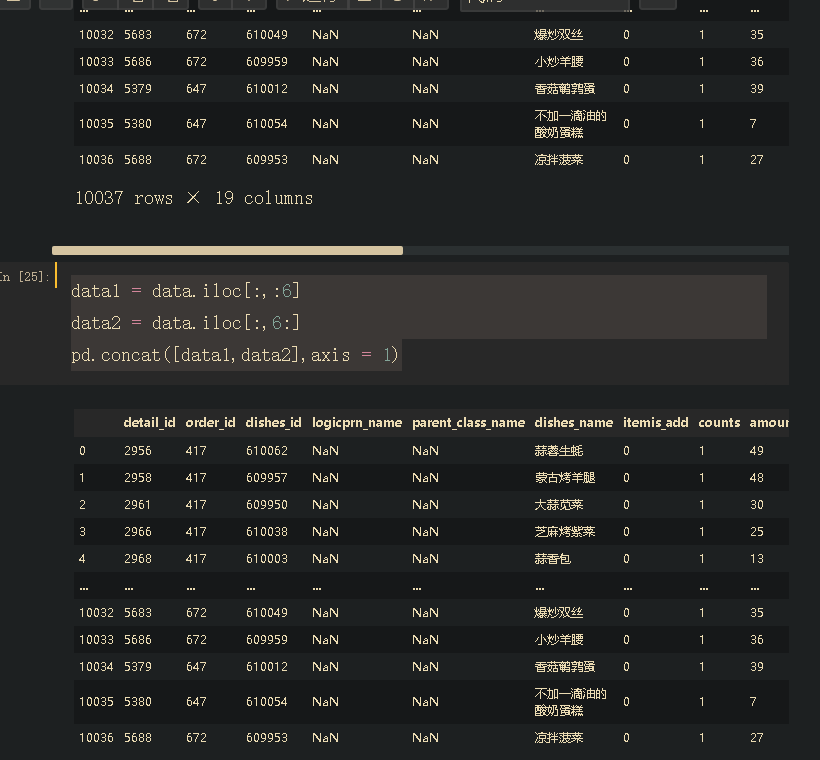 ... ... ... ... ... ... ... ... ... ...
10032 5683 672 610049 NaN NaN 爆炒双丝 0 1 35
10033 5686 672 609959 NaN NaN 小炒羊腰 0 1 36
10034 5379 647 610012 NaN NaN 香菇鹌鹑蛋 0 1 39
10035 5380 647 610054 NaN NaN 不加一滴油的酸奶蛋糕 0 1 7
10036 5688 672 609953 NaN NaN 凉拌菠菜 0 1 27
10037 rows × 19 columns
In [25]:
data1 = data.iloc[:,:6]
data2 = data.iloc[:,6:]
pd.concat([data1,data2],axis = 1)
detail_id order_id dishes_id logicprn_name parent_class_name dishes_name itemis_add counts amoun
0 2956 417 610062 NaN NaN 蒜蓉生蚝 0 1 49
1 2958 417 609957 NaN NaN 蒙古烤羊腿 0 1 48
2 2961 417 609950 NaN NaN 大蒜苋菜 0 1 30
3 2966 417 610038 NaN NaN 芝麻烤紫菜 0 1 25
4 2968 417 610003 NaN NaN 蒜香包 0 1 13
... ... ... ... ... ... ... ... ... ...
10032 5683 672 610049 NaN NaN 爆炒双丝 0 1 35
10033 5686 672 609959 NaN NaN 小炒羊腰 0 1 36
10034 5379 647 610012 NaN NaN 香菇鹌鹑蛋 0 1 39
10035 5380 647 610054 NaN NaN 不加一滴油的酸奶蛋糕 0 1 7
10036 5688 672 609953 NaN NaN 凉拌菠菜 0 1 27